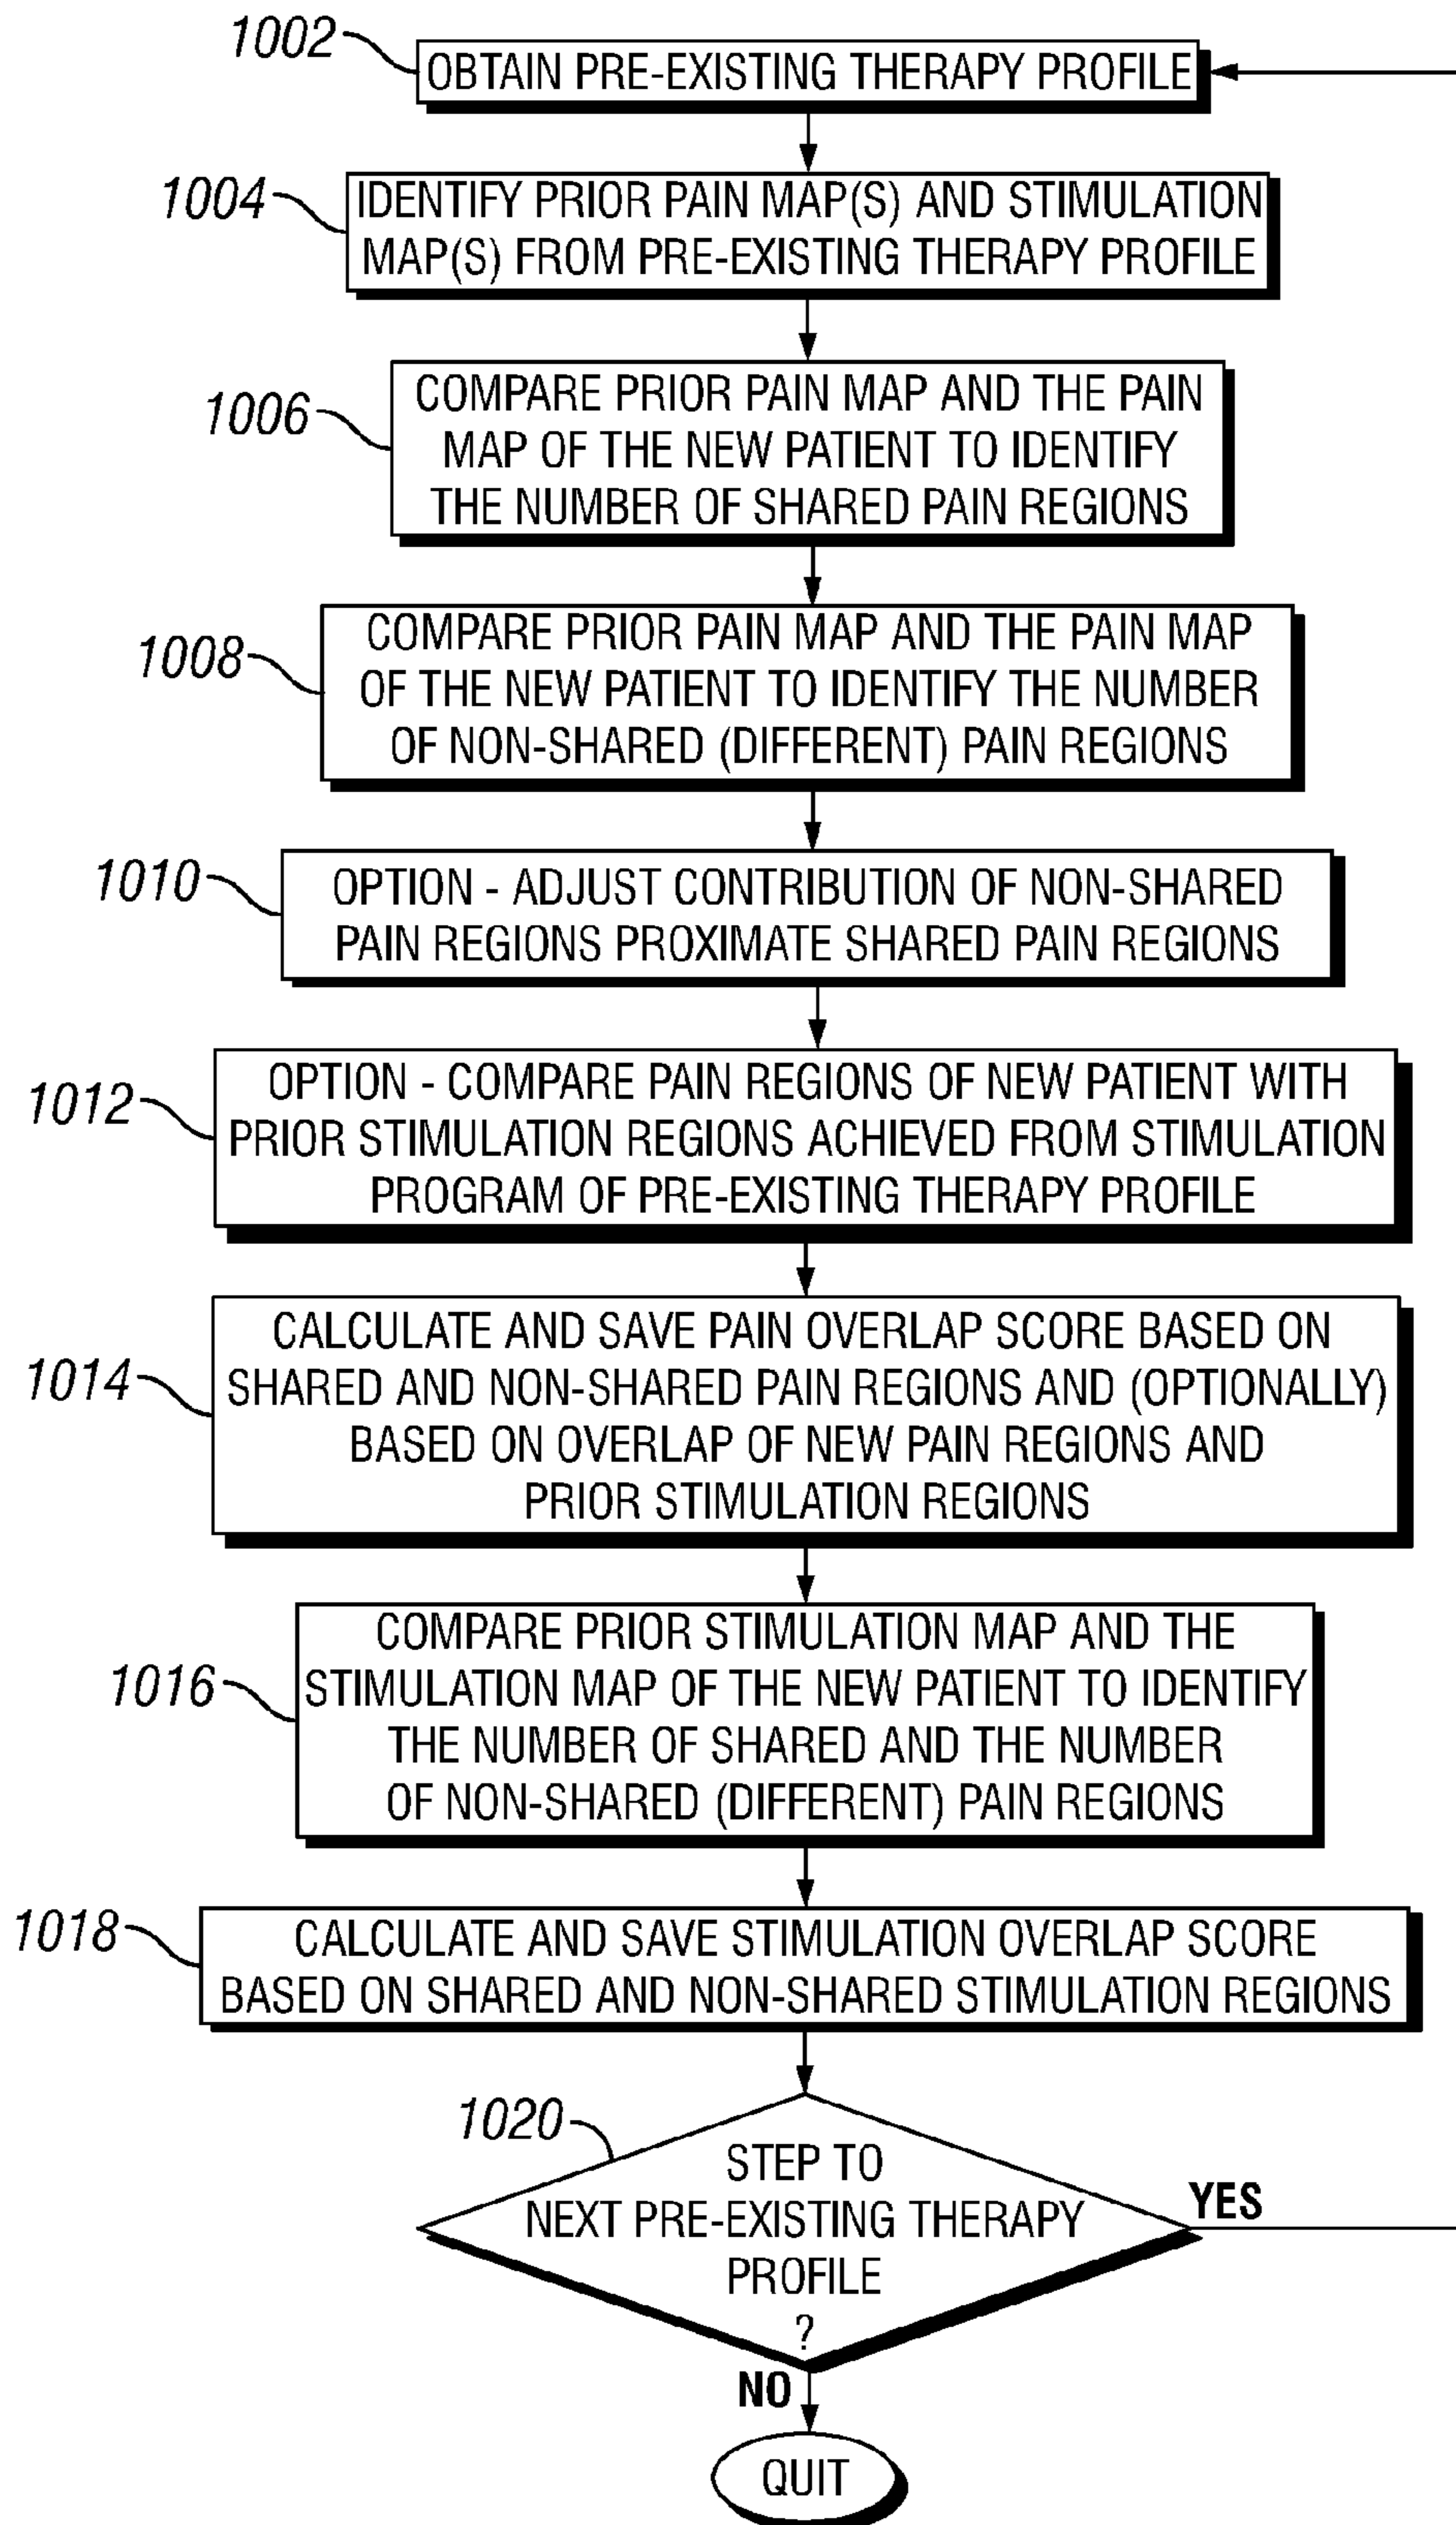 1002
OBTAIN PRE-EXISTING THERAPY PROFILE
1004
IDENTIFY PRIOR PAIN MAP(S) AND STIMULATION
MAP(S) FROM PRE-EXISTING THERAPY PROFILE
1006
COMPARE PRIOR PAIN MAP AND THE PAIN
MAP OF THE NEW PATIENT TO IDENTIFY
THE NUMBER OF SHARED PAIN REGIONS
1008
COMPARE PRIOR PAIN MAP AND THE PAIN MAP
OF THE NEW PATIENT TO IDENTIFY THE NUMBER
OF NON-SHARED (DIFFERENT) PAIN REGIONS
1010
OPTION - ADJUST CONTRIBUTION OF NON-SHARED
PAIN REGIONS PROXIMATE SHARED PAIN REGIONS
1012
OPTION - COMPARE PAIN REGIONS OF NEW PATIENT WITH
PRIOR STIMULATION REGIONS ACHIEVED FROM STIMULATION
PROGRAM OF PRE-EXISTING THERAPY PROFILE
1014
CALCULATE AND SAVE PAIN OVERLAP SCORE BASED ON
SHARED AND NON-SHARED PAIN REGIONS AND (OPTIONALLY)
BASED ON OVERLAP OF NEW PAIN REGIONS AND
PRIOR STIMULATION REGIONS
1016
COMPARE PRIOR STIMULATION MAP AND THE
STIMULATION MAP OF THE NEW PATIENT TO IDENTIFY
THE NUMBER OF SHARED AND THE NUMBER
OF NON-SHARED (DIFFERENT) PAIN REGIONS
1018
CALCULATE AND SAVE STIMULATION OVERLAP SCORE
BASED ON SHARED AND NON-SHARED STIMULATION REGIONS
1020
STEP TO
NEXT PRE-EXISTING THERAPY
PROFILE
?
YES
NO
QUIT